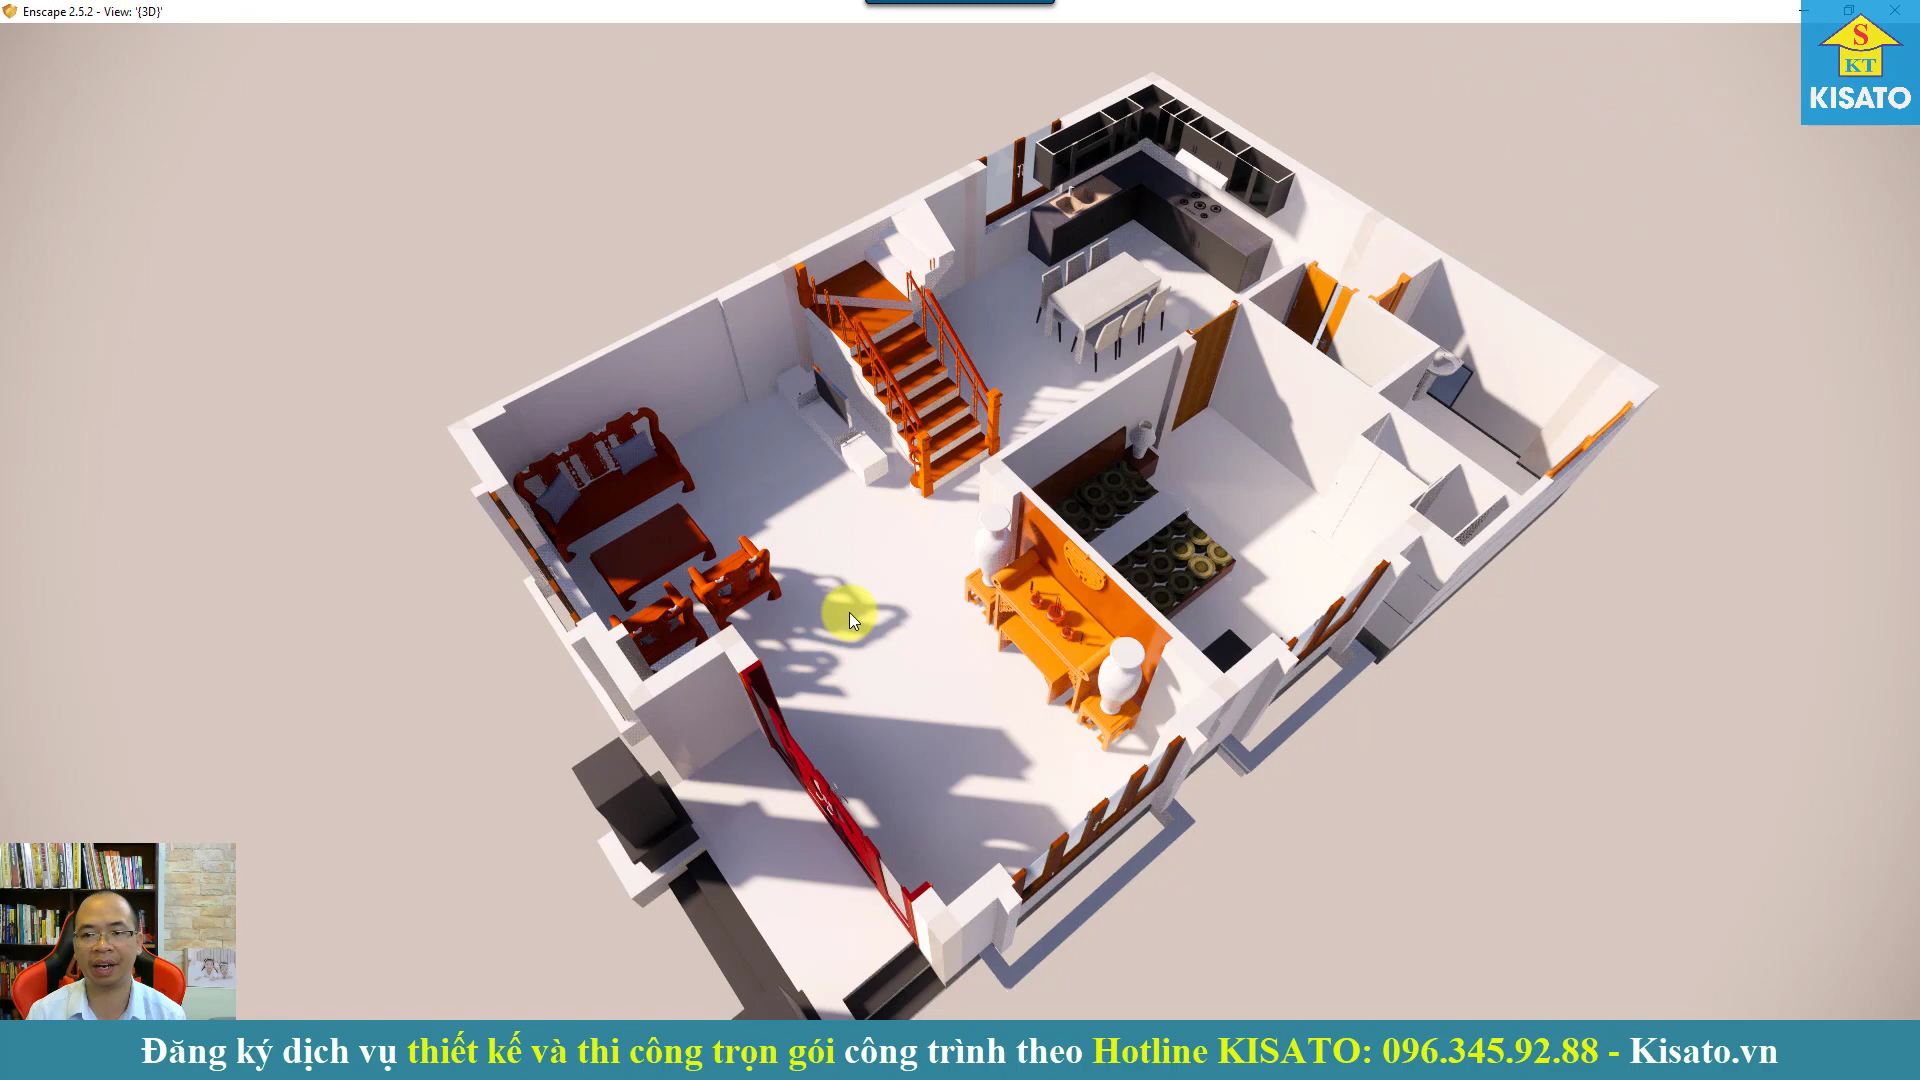 Enscape 2.5.2 - View: '{3D}'
S
KT
KISATO
Đăng ký dịch vụ thiết kế và thi công trọn gói công trình theo Hotline KISATO: 096.345.92.88 - Kisato.vn